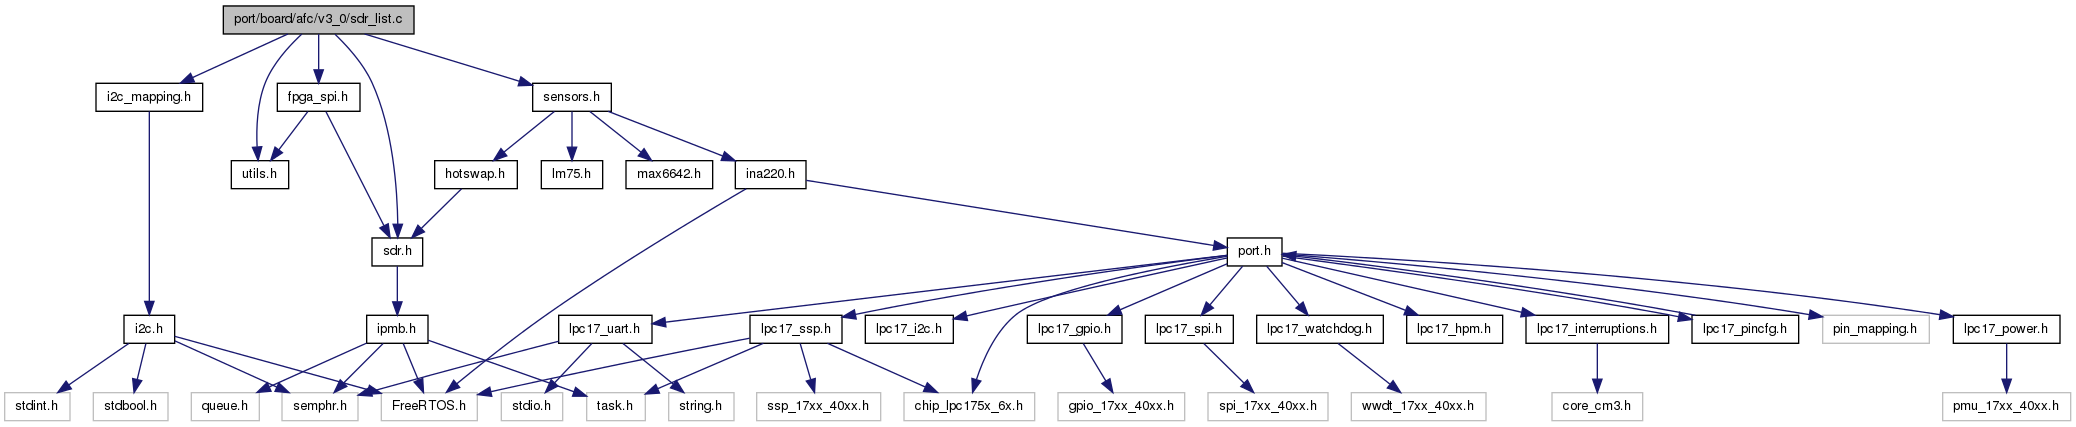 port/board/afc/v3_0/sdr_list.c
i2c_mapping.h
fpga_spi.h
sensors.h
utils.h
hotswap.h
lm75.h
max6642.h
ina220.h
sdr.h
port.h
i2c.h
ipmb.h
lpc17_uart.h
lpc17_ssp.h
lpc17_i2c.h
lpc17_gpio.h
lpc17_spi.h
lpc17_watchdog.h
lpc17_hpm.h
lpc17_interruptions.h
lpc17_pincfg.h
pin_mapping.h
lpc17_power.h
stdint.h
stdbool.h
queue.h
semphr.h
FreeRTOS.h
stdio.h
task.h
string.h
ssp_17xx_40xx.h
chip_lpc175x_6x.h
gpio_17xx_40xx.h
spi_17xx_40xx.h
wwdt_17xx_40xx.h
core_cm3.h
pmu_17xx_40xx.h